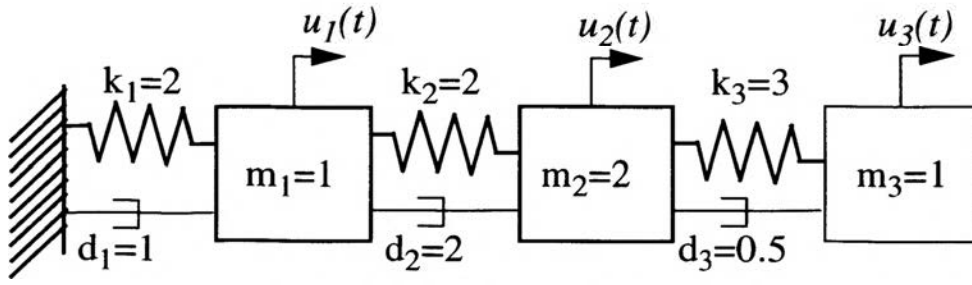 u₁(t) u₂(t) u₃(t)
k₁=2 k₂=2 k₃=3
m₁=1 m₂=2 m₃=1
d₁=1 d₂=2 d₃=0.5